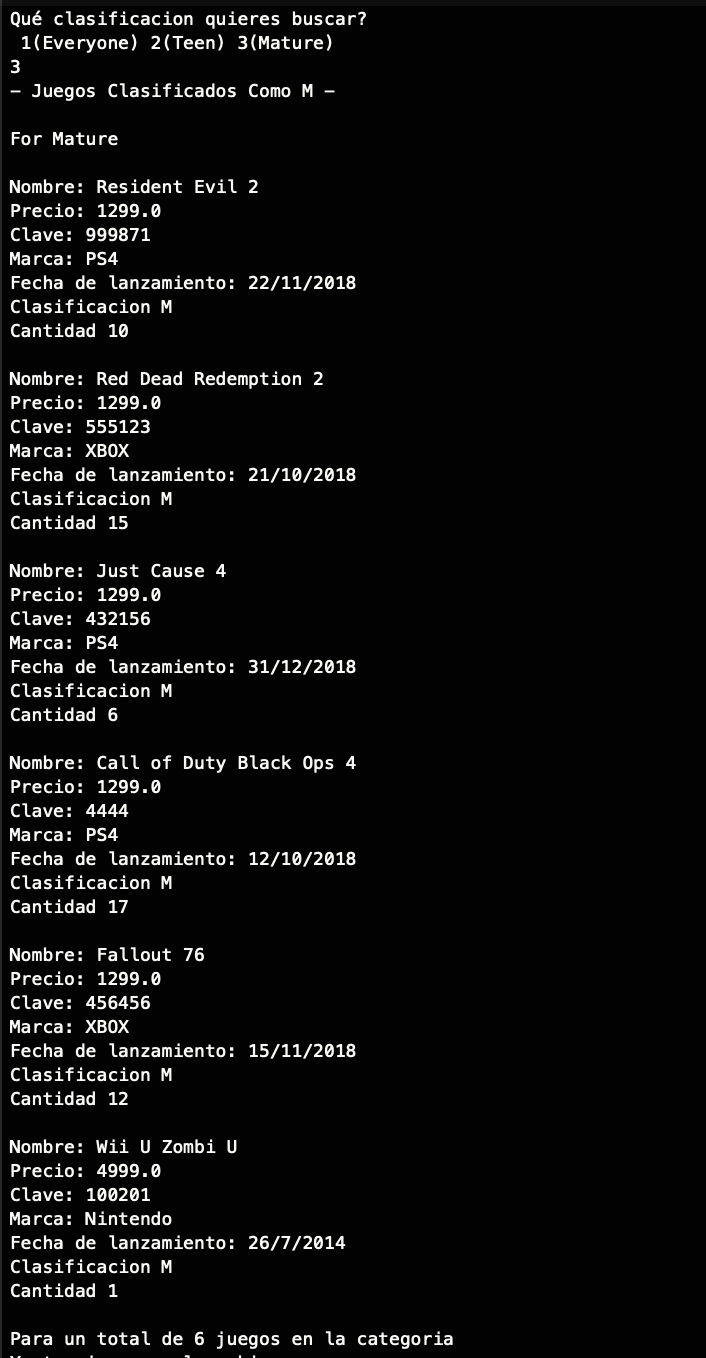 Qué clasificacion quieres buscar?
1(Everyone) 2(Teen) 3(Mature)
3
– Juegos Clasificados Como M –
For Mature
Nombre: Resident Evil 2
Precio: 1299.0
Clave: 999871
Marca: PS4
Fecha de lanzamiento: 22/11/2018
Clasificacion M
Cantidad 10
Nombre: Red Dead Redemption 2
Precio: 1299.0
Clave: 555123
Marca: XBOX
Fecha de lanzamiento: 21/10/2018
Clasificacion M
Cantidad 15
Nombre: Just Cause 4
Precio: 1299.0
Clave: 432156
Marca: PS4
Fecha de lanzamiento: 31/12/2018
Clasificacion M
Cantidad 6
Nombre: Call of Duty Black Ops 4
Precio: 1299.0
Clave: 4444
Marca: PS4
Fecha de lanzamiento: 12/10/2018
Clasificacion M
Cantidad 17
Nombre: Fallout 76
Precio: 1299.0
Clave: 456456
Marca: XBOX
Fecha de lanzamiento: 15/11/2018
Clasificacion M
Cantidad 12
Nombre: Wii U Zombi U
Precio: 4999.0
Clave: 100201
Marca: Nintendo
Fecha de lanzamiento: 26/7/2014
Clasificacion M
Cantidad 1
Para un total de 6 juegos en la categoria